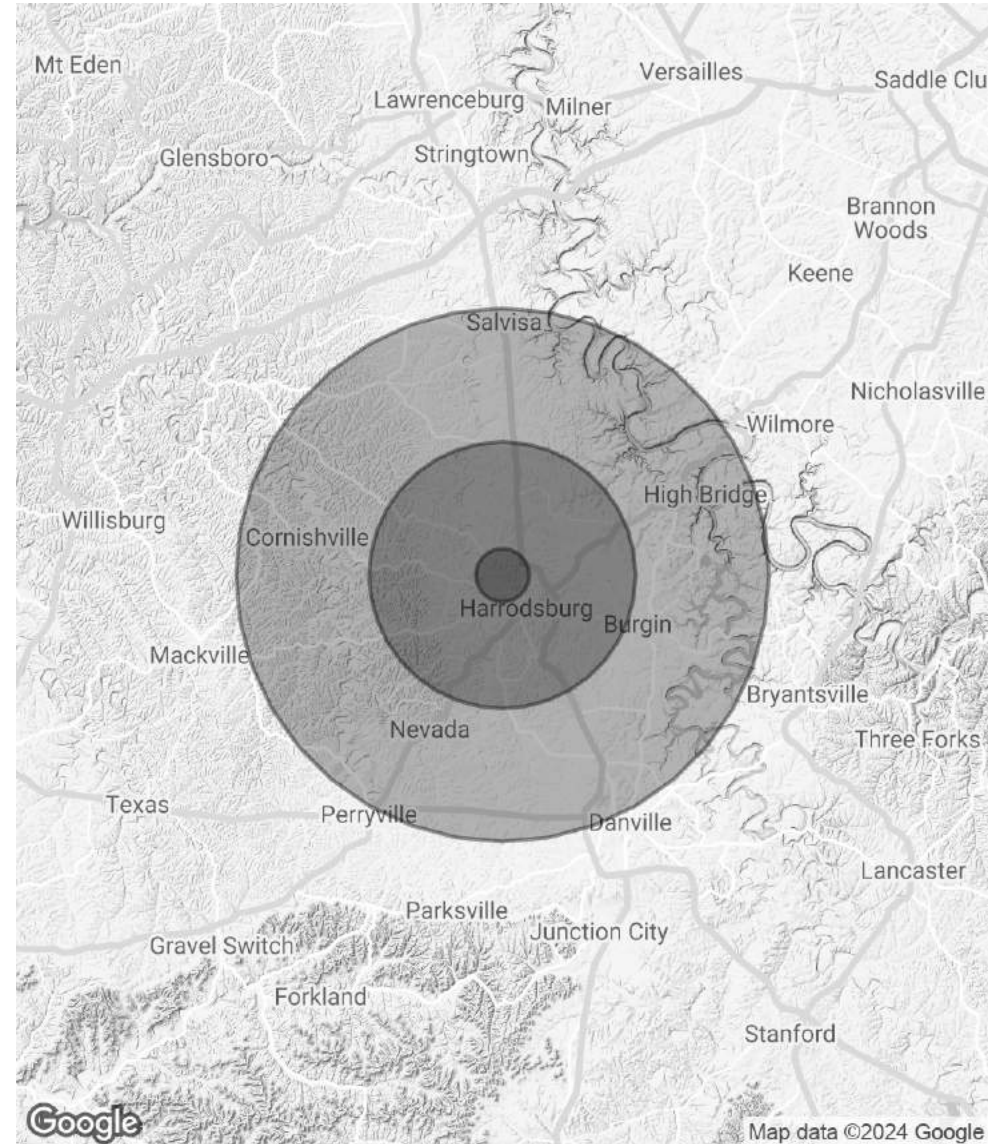 Mt Eden
Versailles
Saddle Clu
Lawrenceburg
Milner
Stringtown
Glensboro
Brannon
Woods
Keene
Salvisa
Nicholasville
Wilmore
High Bridge
Willisburg
Cornishville
Harrodsburg
Burgin
Mackville
Bryantsville
Nevada
Three Forks
Texas
Perryville
Danville
Lancaster
Parksville
Junction City
Gravel Switch
Forkland
Stanford
Google
Map data ©2024 Google